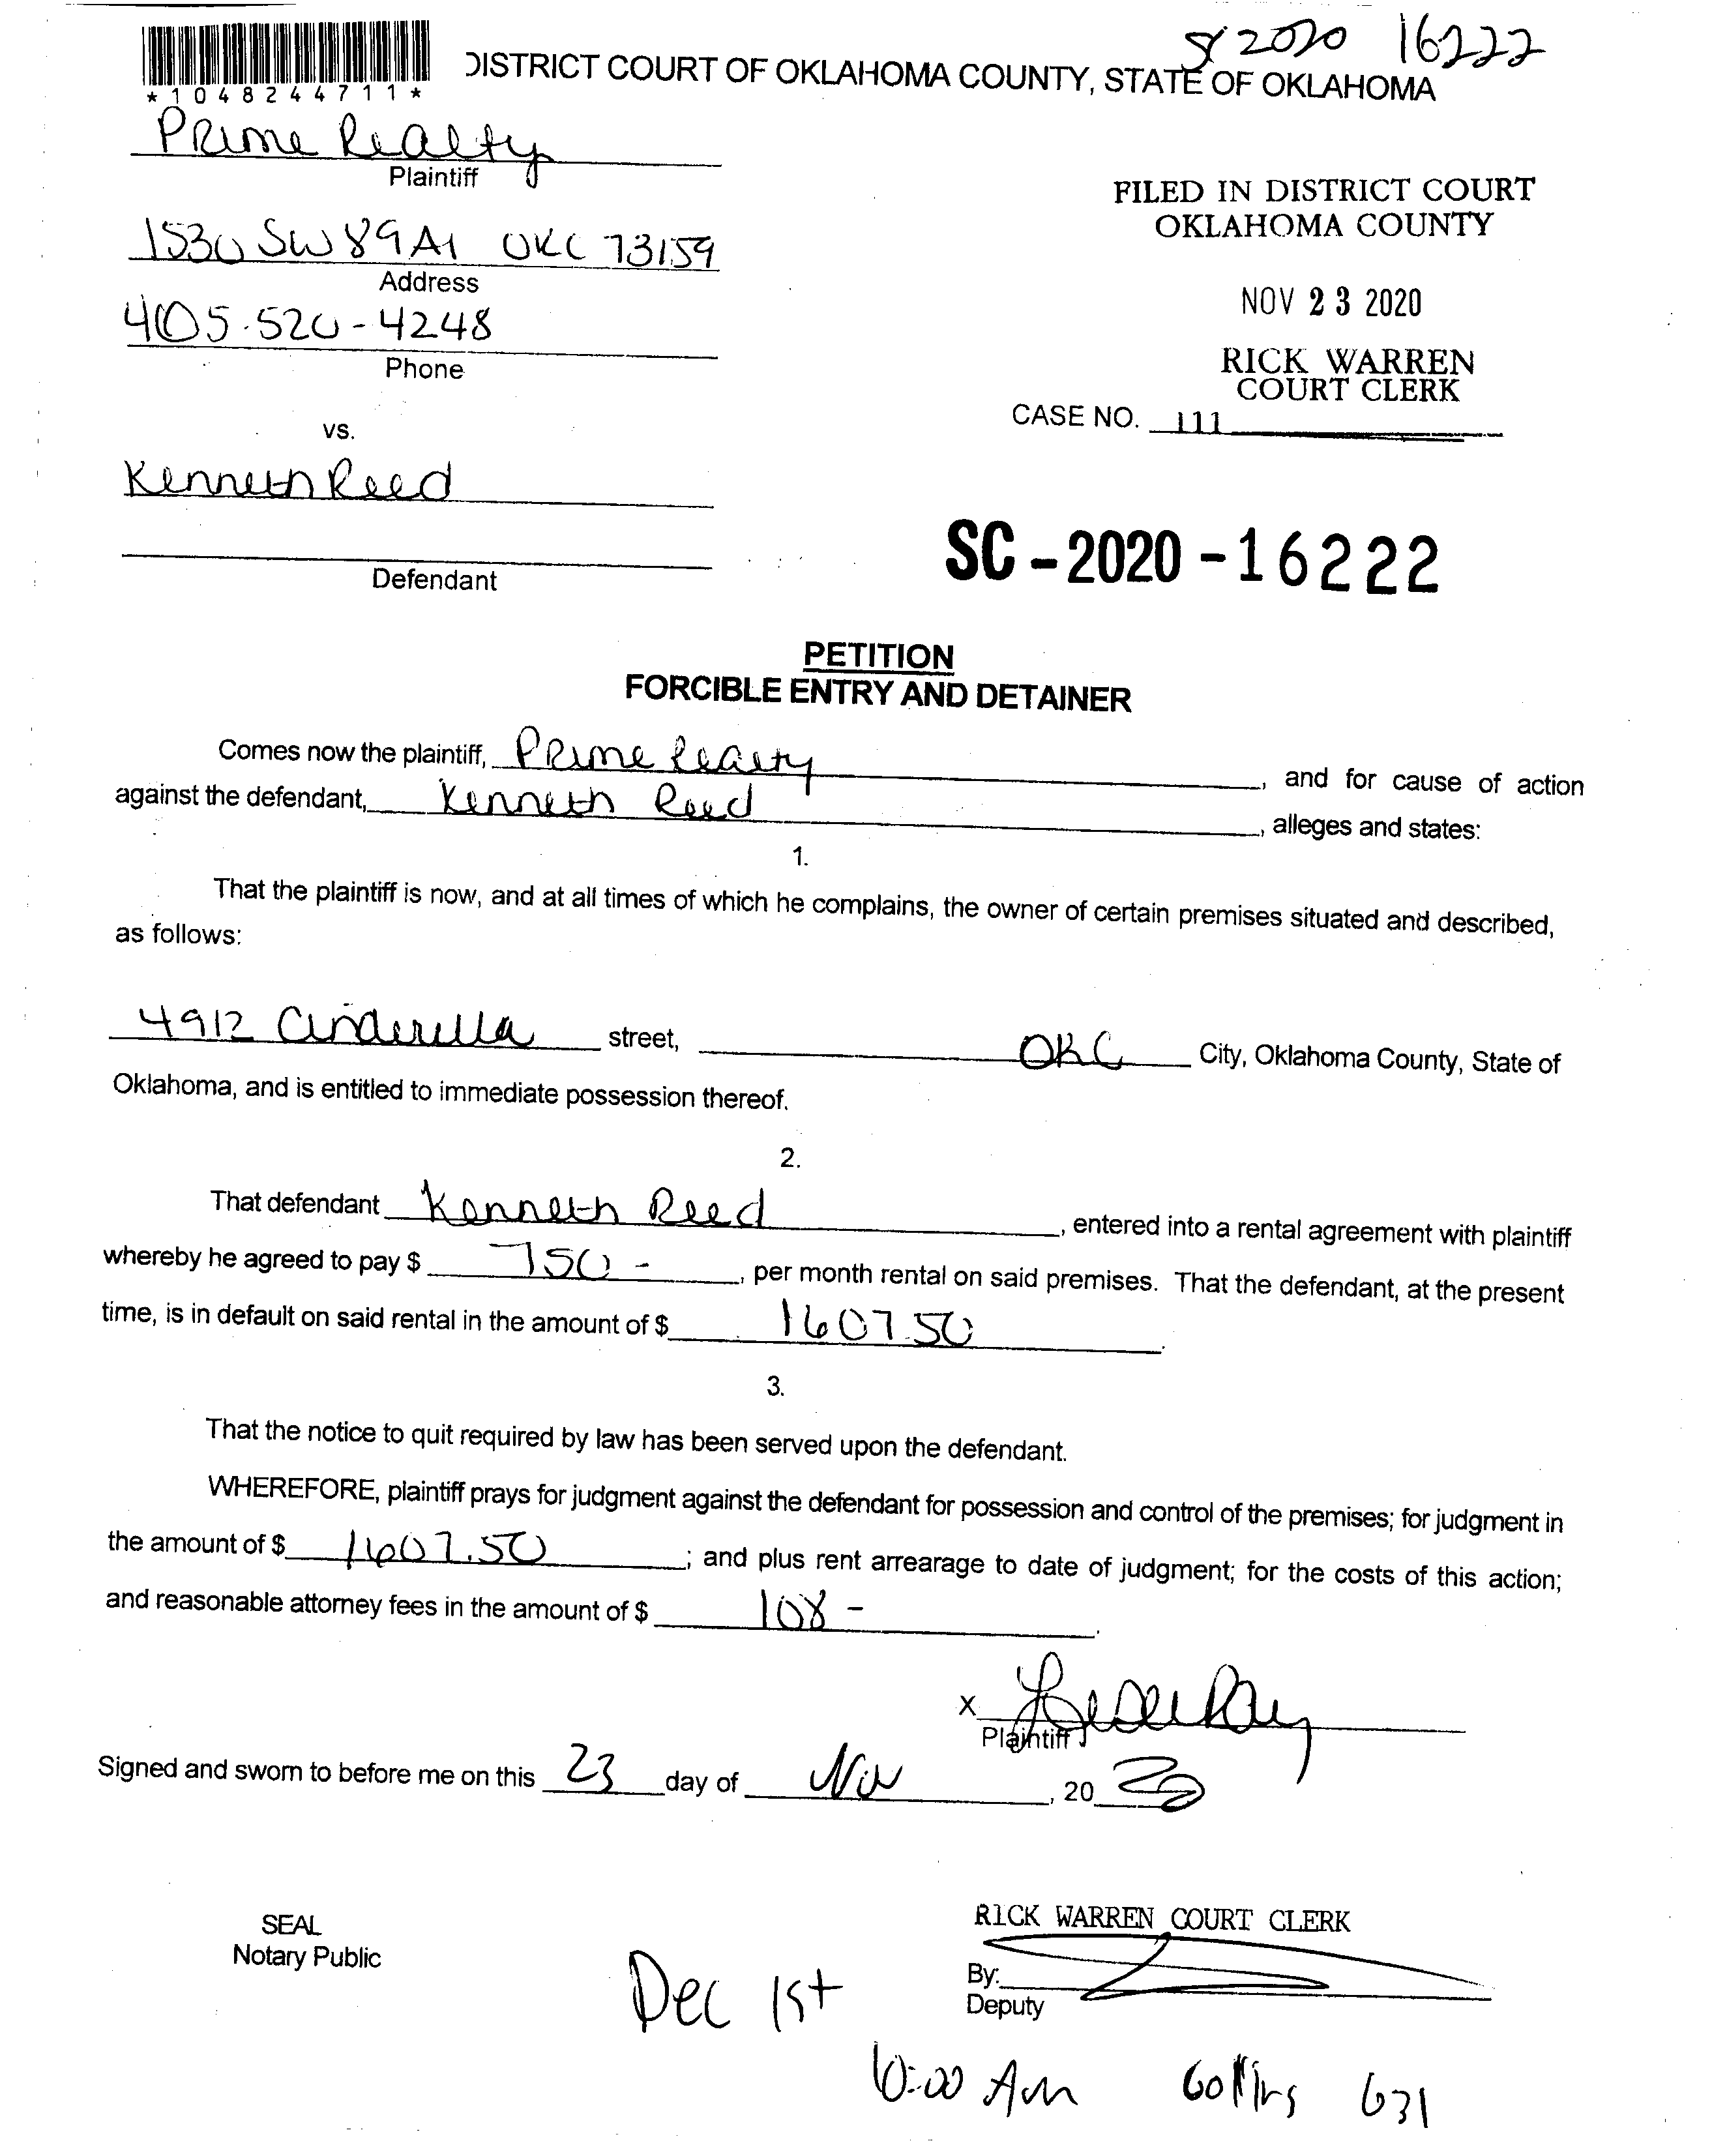 SC 2020 16222
DISTRICT COURT OF OKLAHOMA COUNTY, STATE OF OKLAHOMA
*1048244711*
Prime Realty
Plaintiff
FILED IN DISTRICT COURT
OKLAHOMA COUNTY
1530 SW 89 A1 OKC 73159
Address
NOV 23 2020
405.520-4248
Phone
RICK WARREN
COURT CLERK
CASE NO. 111
vs.
Kenneth Reed
SC-2020-16222
Defendant
PETITION
FORCIBLE ENTRY AND DETAINER
Comes now the plaintiff, Prime Realty, and for cause of action
against the defendant, Kenneth Reed, alleges and states:
1.
That the plaintiff is now, and at all times of which he complains, the owner of certain premises situated and described,
as follows:
4912 Cinderella street, OKC City, Oklahoma County, State of
Oklahoma, and is entitled to immediate possession thereof.
2.
That defendant Kenneth Reed, entered into a rental agreement with plaintiff
whereby he agreed to pay $ 750 -, per month rental on said premises. That the defendant, at the present
time, is in default on said rental in the amount of $ 1607.50.
3.
That the notice to quit required by law has been served upon the defendant.
WHEREFORE, plaintiff prays for judgment against the defendant for possession and control of the premises; for judgment in
the amount of $ 1607.50; and plus rent arrearage to date of judgment; for the costs of this action;
and reasonable attorney fees in the amount of $ 108 -.
X
Plaintiff
Signed and sworn to before me on this 23 day of Nov, 20 20
SEAL
Notary Public
RICK WARREN COURT CLERK
By:
Deputy
Dec 1st
10:00 Am Collins 631